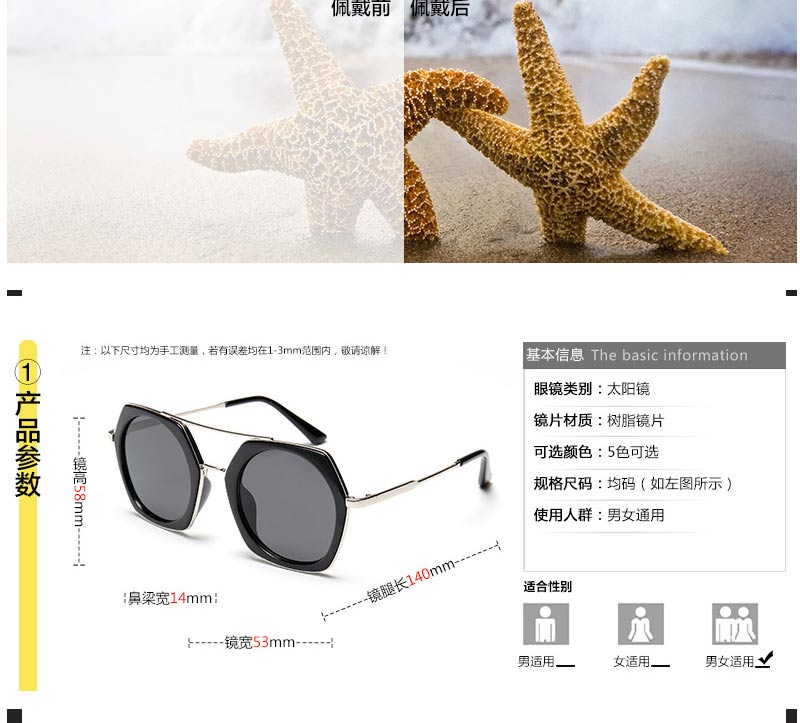 佩戴前 佩戴后
注：以下尺寸均为手工测量，若有误差均在1-3mm范围内，敬请谅解！
1
产品参数
镜高58mm
鼻梁宽14mm
镜宽53mm
镜腿长140mm
基本信息 The basic information
眼镜类别：太阳镜
镜片材质：树脂镜片
可选颜色：5色可选
规格尺码：均码（如左图所示）
使用人群：男女通用
适合性别
男适用 女适用 男女适用